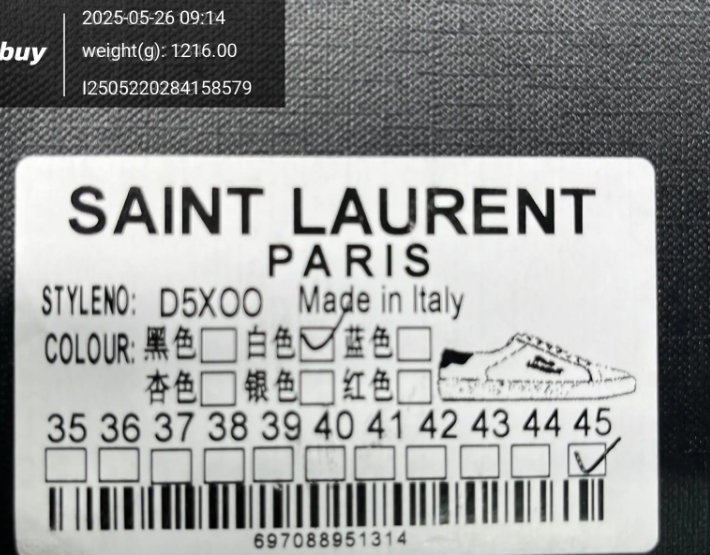 buy
2025-05-26 09:14
weight(g): 1216.00
I2505220284158579
SAINT LAURENT
PARIS
STYLENO: D5XOO Made in Italy
COLOUR: 黑色 白色 蓝色
杏色 银色 红色
35 36 37 38 39 40 41 42 43 44 45
697088951314